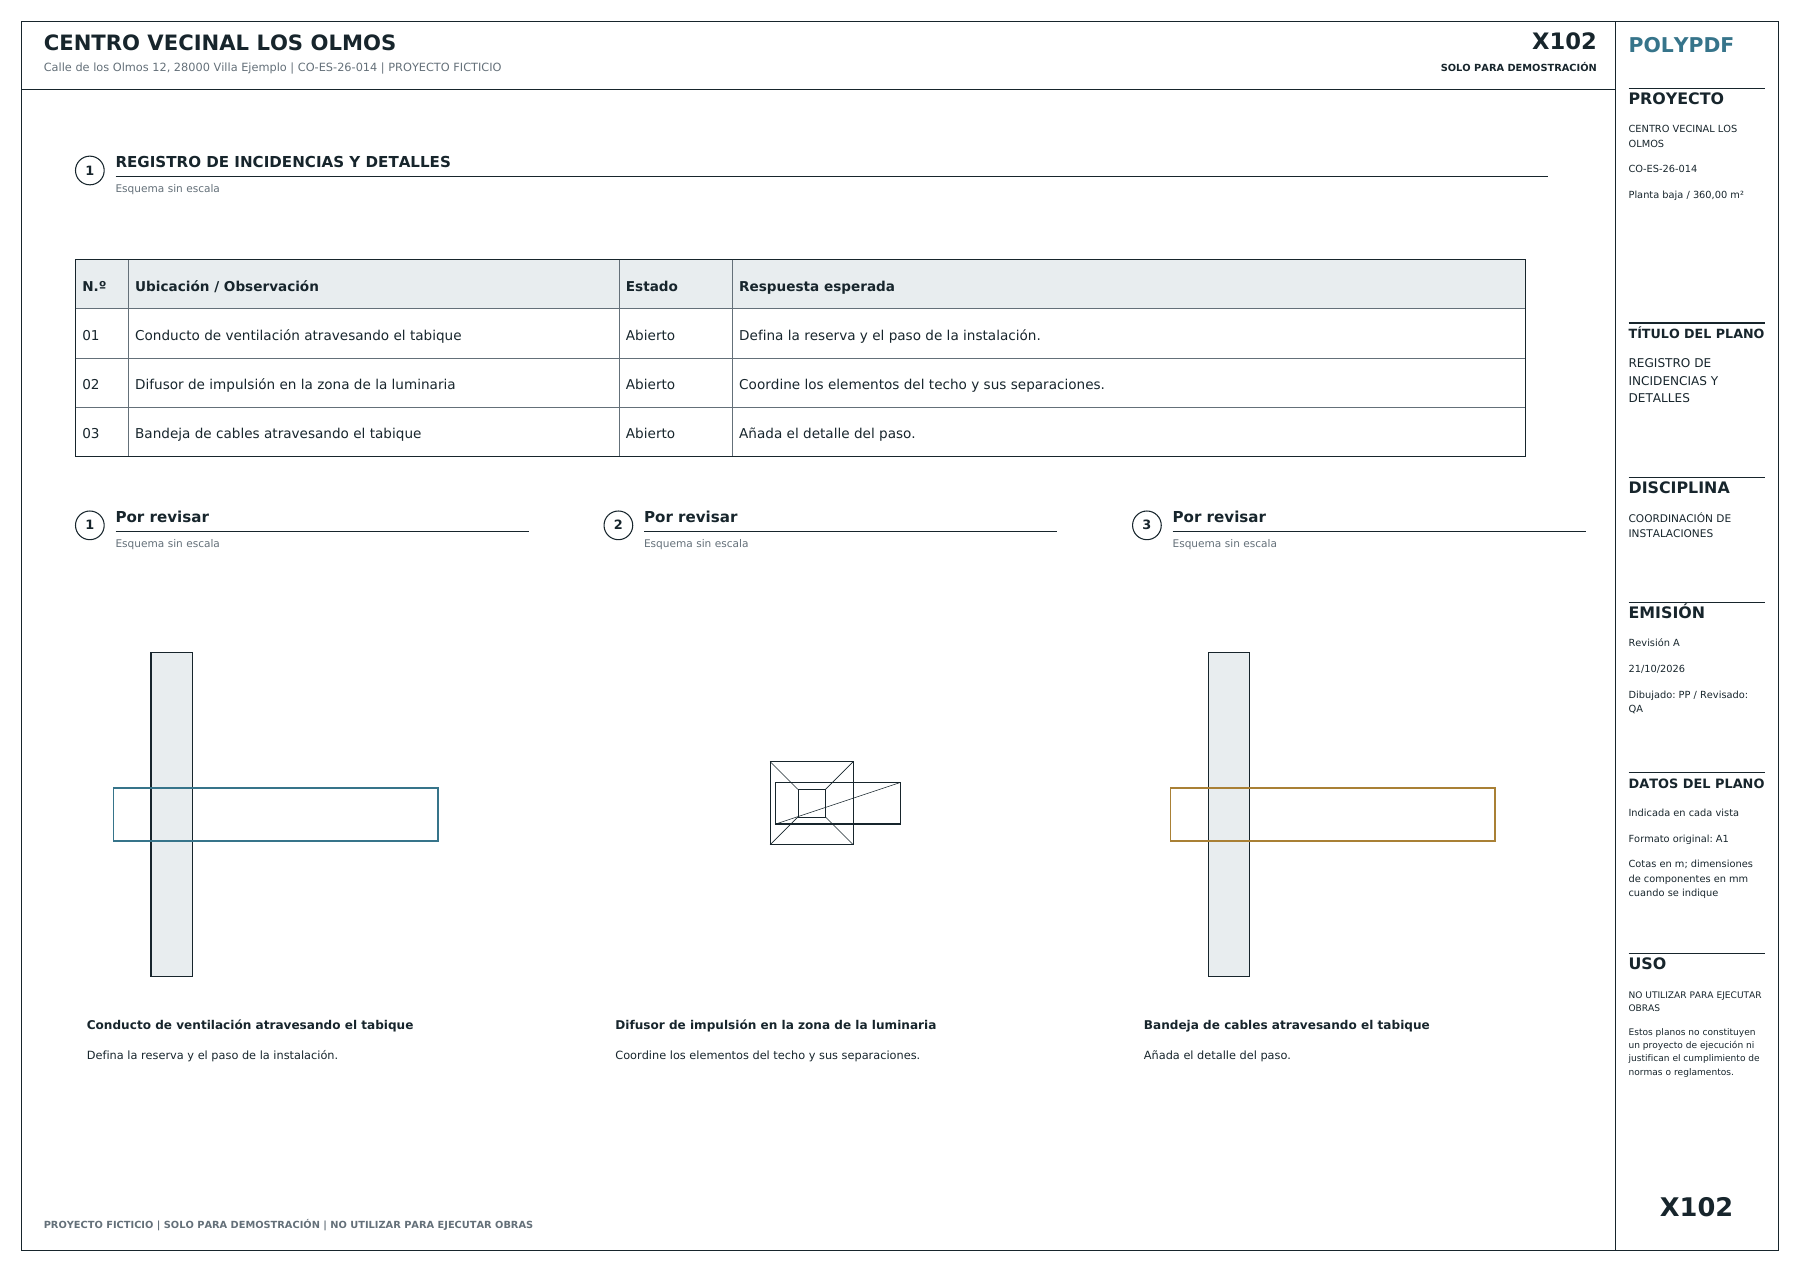 CENTRO VECINAL LOS OLMOS
Calle de los Olmos 12, 28000 Villa Ejemplo | CO-ES-26-014 | PROYECTO FICTICIO
X102
SOLO PARA DEMOSTRACIÓN
1
REGISTRO DE INCIDENCIAS Y DETALLES
Esquema sin escala
N.º Ubicación / Observación Estado Respuesta esperada
01 Conducto de ventilación atravesando el tabique Abierto Defina la reserva y el paso de la instalación.
02 Difusor de impulsión en la zona de la luminaria Abierto Coordine los elementos del techo y sus separaciones.
03 Bandeja de cables atravesando el tabique Abierto Añada el detalle del paso.
1
Por revisar
Esquema sin escala
2
Por revisar
Esquema sin escala
3
Por revisar
Esquema sin escala
Conducto de ventilación atravesando el tabique
Defina la reserva y el paso de la instalación.
Difusor de impulsión en la zona de la luminaria
Coordine los elementos del techo y sus separaciones.
Bandeja de cables atravesando el tabique
Añada el detalle del paso.
PROYECTO FICTICIO | SOLO PARA DEMOSTRACIÓN | NO UTILIZAR PARA EJECUTAR OBRAS
POLYPDF
PROYECTO
CENTRO VECINAL LOS
OLMOS
CO-ES-26-014
Planta baja / 360,00 m²
TÍTULO DEL PLANO
REGISTRO DE
INCIDENCIAS Y
DETALLES
DISCIPLINA
COORDINACIÓN DE
INSTALACIONES
EMISIÓN
Revisión A
21/10/2026
Dibujado: PP / Revisado:
QA
DATOS DEL PLANO
Indicada en cada vista
Formato original: A1
Cotas en m; dimensiones
de componentes en mm
cuando se indique
USO
NO UTILIZAR PARA EJECUTAR
OBRAS
Estos planos no constituyen
un proyecto de ejecución ni
justifican el cumplimiento de
normas o reglamentos.
X102